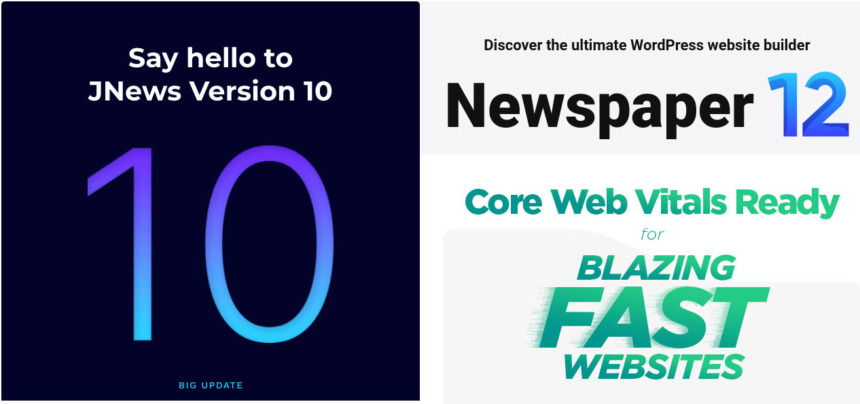 Say hello to
JNews Version 10
10
BIG UPDATE
Discover the ultimate WordPress website builder
Newspaper 12
Core Web Vitals Ready
for
BLAZING
FAST
WEBSITES